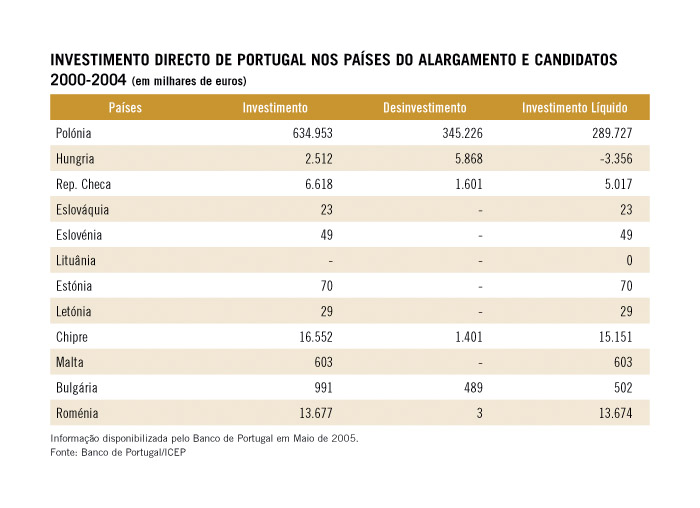 INVESTIMENTO DIRECTO DE PORTUGAL NOS PAÍSES DO ALARGAMENTO E CANDIDATOS
2000-2004 (em milhares de euros)
Países Investimento Desinvestimento Investimento Líquido
Polónia 634.953 345.226 289.727
Hungria 2.512 5.868 -3.356
Rep. Checa 6.618 1.601 5.017
Eslováquia 23 - 23
Eslovénia 49 - 49
Lituânia - - 0
Estónia 70 - 70
Letónia 29 - 29
Chipre 16.552 1.401 15.151
Malta 603 - 603
Bulgária 991 489 502
Roménia 13.677 3 13.674
Informação disponibilizada pelo Banco de Portugal em Maio de 2005.
Fonte: Banco de Portugal/ICEP